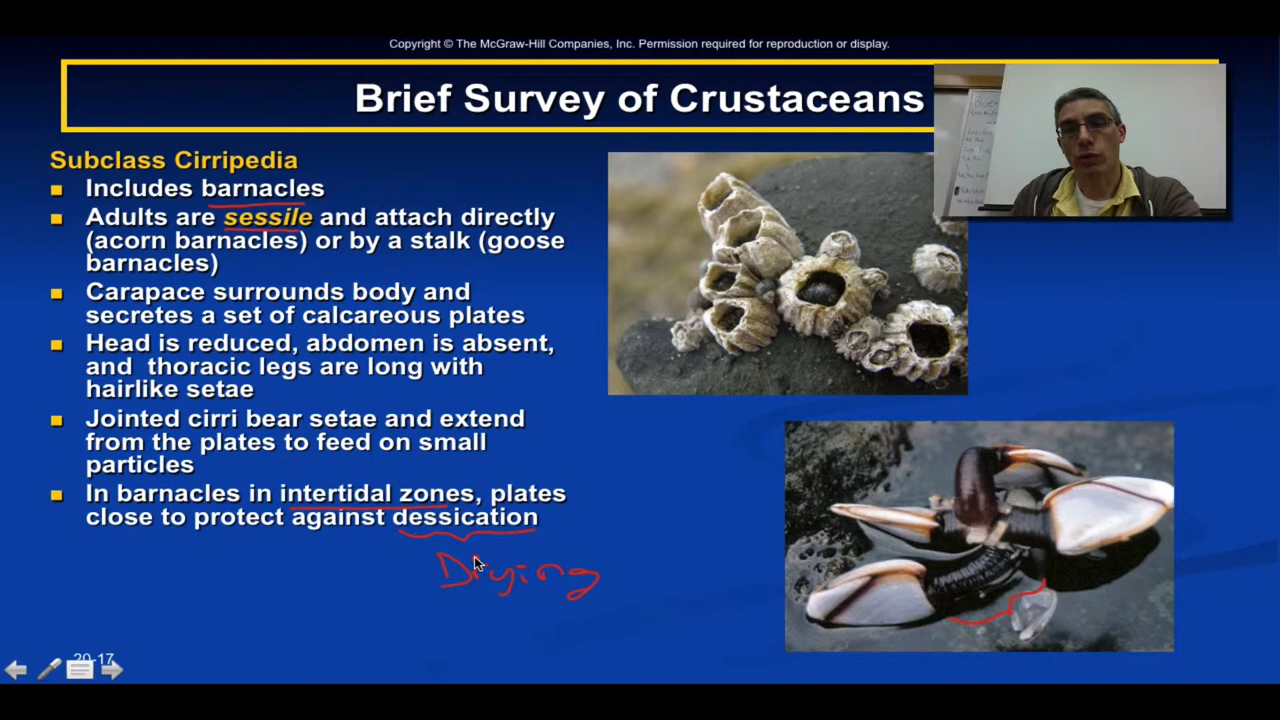 Copyright © The McGraw-Hill Companies, Inc. Permission required for reproduction or display.
Brief Survey of Crustaceans
Subclass Cirripedia
Includes barnacles
Adults are sessile and attach directly
(acorn barnacles) or by a stalk (goose
barnacles)
Carapace surrounds body and
secretes a set of calcareous plates
Head is reduced, abdomen is absent,
and thoracic legs are long with
hairlike setae
Jointed cirri bear setae and extend
from the plates to feed on small
particles
In barnacles in intertidal zones, plates
close to protect against dessication
Drying
20-17